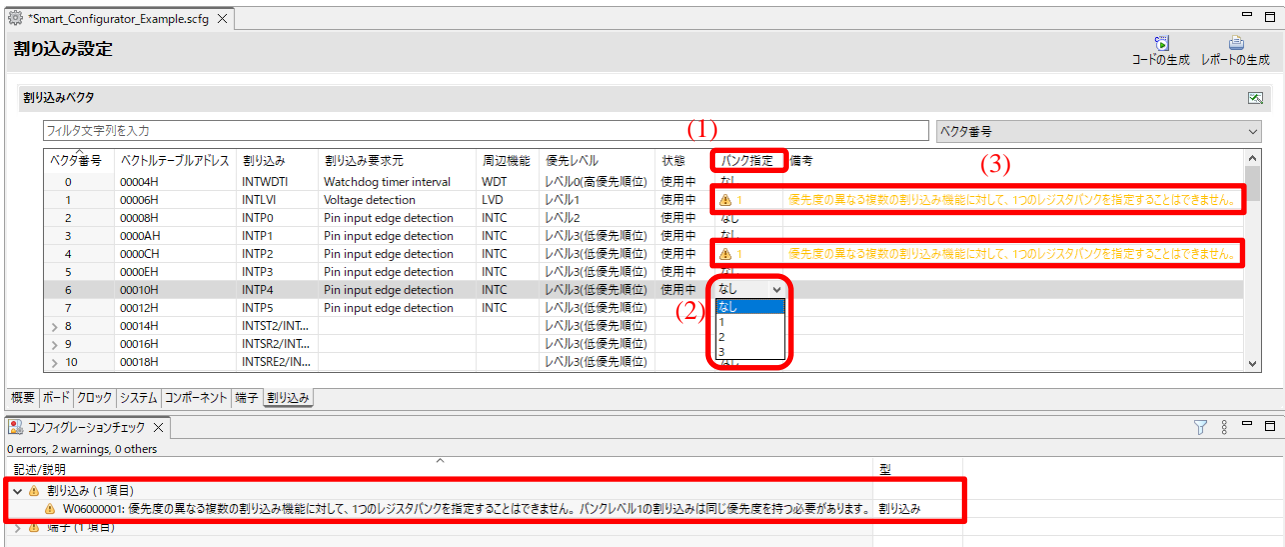 *Smart_Configurator_Example.scfg
割り込み設定
コードの生成 レポートの生成
割り込みベクタ
フィルタ文字列を入力 (1) ベクタ番号
ベクタ番号 ベクトルテーブルアドレス 割り込み 割り込み要求元 周辺機能 優先レベル 状態 バンク指定 備考 (3)
0 00004H INTWDTI Watchdog timer interval WDT レベル0(高優先順位) 使用中 なし
1 00006H INTLVI Voltage detection LVD レベル1 使用中 1 優先度の異なる複数の割り込み機能に対して、1つのレジスタバンクを指定することはできません。
2 00008H INTP0 Pin input edge detection INTC レベル2 使用中 なし
3 0000AH INTP1 Pin input edge detection INTC レベル3(低優先順位) 使用中 なし
4 0000CH INTP2 Pin input edge detection INTC レベル3(低優先順位) 使用中 1 優先度の異なる複数の割り込み機能に対して、1つのレジスタバンクを指定することはできません。
5 0000EH INTP3 Pin input edge detection INTC レベル3(低優先順位) 使用中 なし
6 00010H INTP4 Pin input edge detection INTC レベル3(低優先順位) 使用中 なし
7 00012H INTP5 Pin input edge detection INTC レベル3(低優先順位) (2) なし
8 00014H INTST2/INT... レベル3(低優先順位) 1
9 00016H INTSR2/INT... レベル3(低優先順位) 2
10 00018H INTSRE2/IN... レベル3(低優先順位) 3
なし
概要 ボード クロック システム コンポーネント 端子 割り込み
コンフィグレーションチェック
0 errors, 2 warnings, 0 others
記述/説明 型
割り込み (1 項目)
W06000001: 優先度の異なる複数の割り込み機能に対して、1つのレジスタバンクを指定することはできません。バンクレベル1の割り込みは同じ優先度を持つ必要があります。 割り込み
端子 (1 項目)